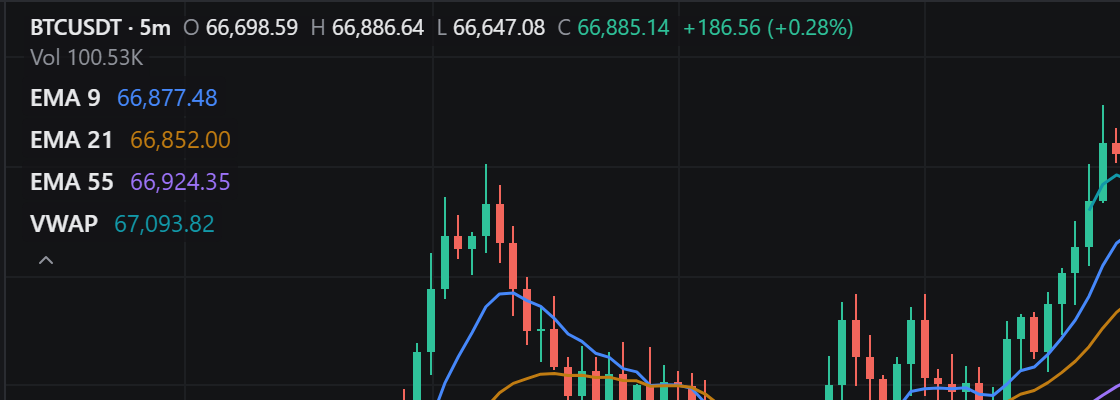 BTCUSDT · 5m O 66,698.59 H 66,886.64 L 66,647.08 C 66,885.14 +186.56 (+0.28%)
Vol 100.53K
EMA 9 66,877.48
EMA 21 66,852.00
EMA 55 66,924.35
VWAP 67,093.82